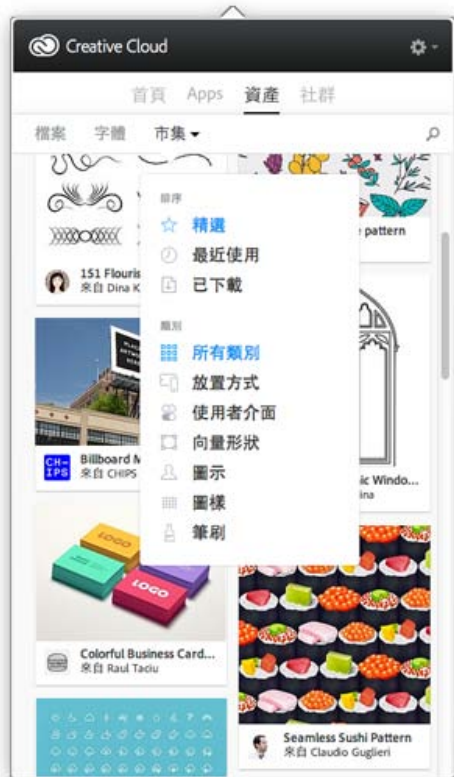 Creative Cloud
首頁 Apps 資產 社群
檔案 字體 市集
順序
精選
最近使用
已下載
類別
所有類別
放置方式
使用者介面
向量形狀
圖示
圖樣
筆刷
151 Flouris
來自 Dina K
pattern
PLACE
ARTWOR
CH-
IPS
Billboard M
來自 CHIPS
ic Windo...
ina
LOGO
LOGO
Colorful Business Card...
來自 Raul Taciu
Seamless Sushi Pattern
來自 Claudio Guglieri